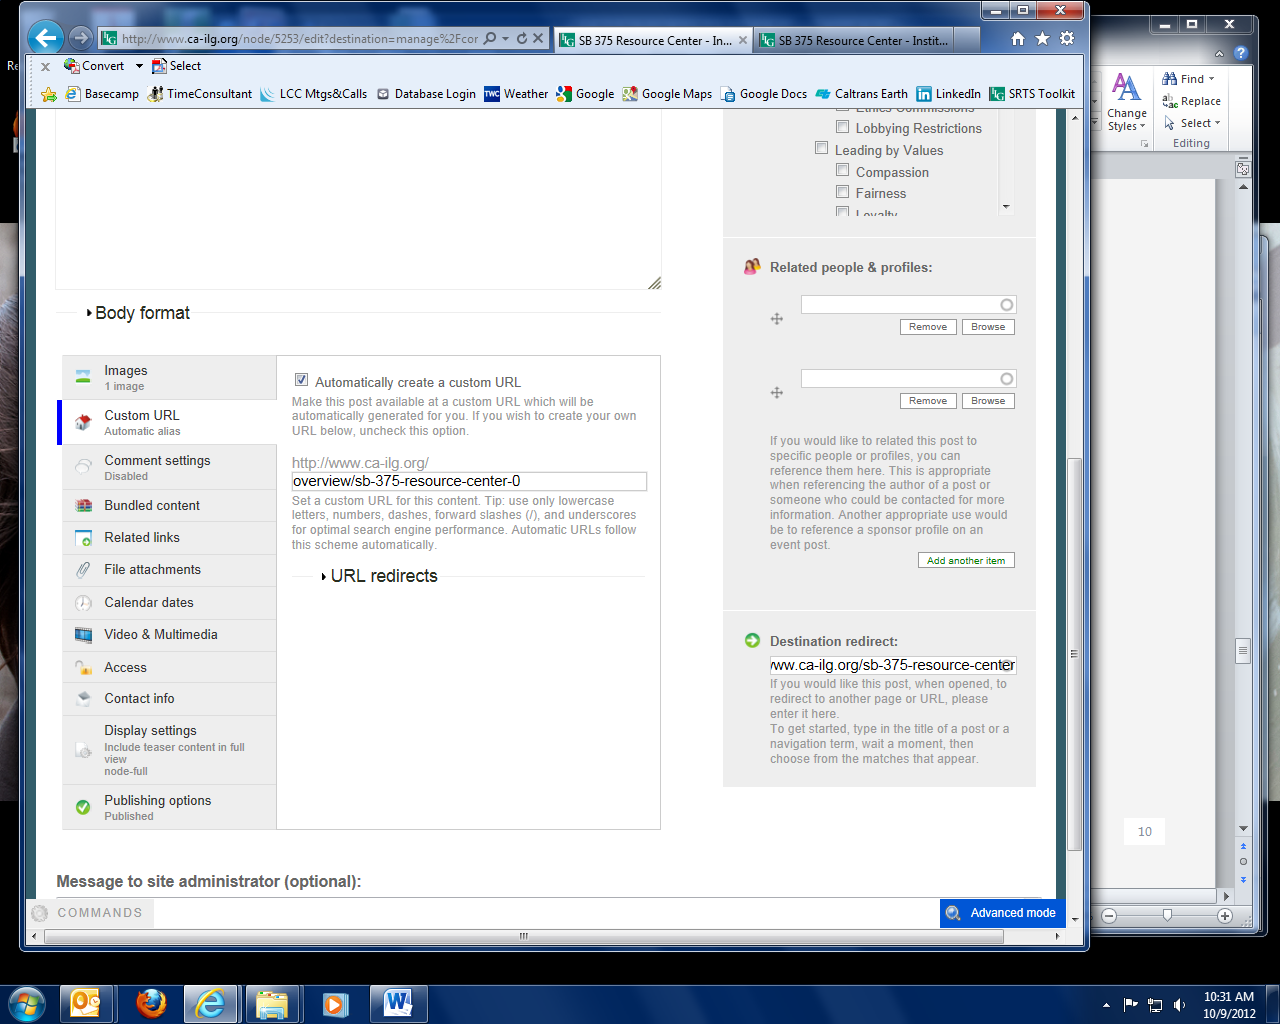 http://www.ca-ilg.org/node/5253/edit?destination=manage%2Fcor
SB 375 Resource Center - In...
SB 375 Resource Center - Instit...
Convert
Select
Basecamp
TimeConsultant
LCC Mtgs&Calls
Database Login
TWC Weather
Google
Google Maps
Google Docs
Caltrans Earth
LinkedIn
SRTS Toolkit
Find
Replace
Select
Change
Styles
Editing
Ethics Commissions
Lobbying Restrictions
Leading by Values
Compassion
Fairness
Loyalty
Body format
Images
1 image
Custom URL
Automatic alias
Comment settings
Disabled
Bundled content
Related links
File attachments
Calendar dates
Video & Multimedia
Access
Contact info
Display settings
Include teaser content in full
view
node-full
Publishing options
Published
Automatically create a custom URL
Make this post available at a custom URL which will be
automatically generated for you. If you wish to create your own
URL below, uncheck this option.
http://www.ca-ilg.org/
overview/sb-375-resource-center-0
Set a custom URL for this content. Tip: use only lowercase
letters, numbers, dashes, forward slashes (/), and underscores
for optimal search engine performance. Automatic URLs follow
this scheme automatically.
URL redirects
Related people & profiles:
Remove
Browse
Remove
Browse
If you would like to related this post to
specific people or profiles, you can
reference them here. This is appropriate
when referencing the author of a post or
someone who could be contacted for more
information. Another appropriate use would
be to reference a sponsor profile on an
event post.
Add another item
Destination redirect:
www.ca-ilg.org/sb-375-resource-center
If you would like this post, when opened, to
redirect to another page or URL, please
enter it here.
To get started, type in the title of a post or a
navigation term, wait a moment, then
choose from the matches that appear.
Message to site administrator (optional):
COMMANDS
Advanced mode
10
10:31 AM
10/9/2012